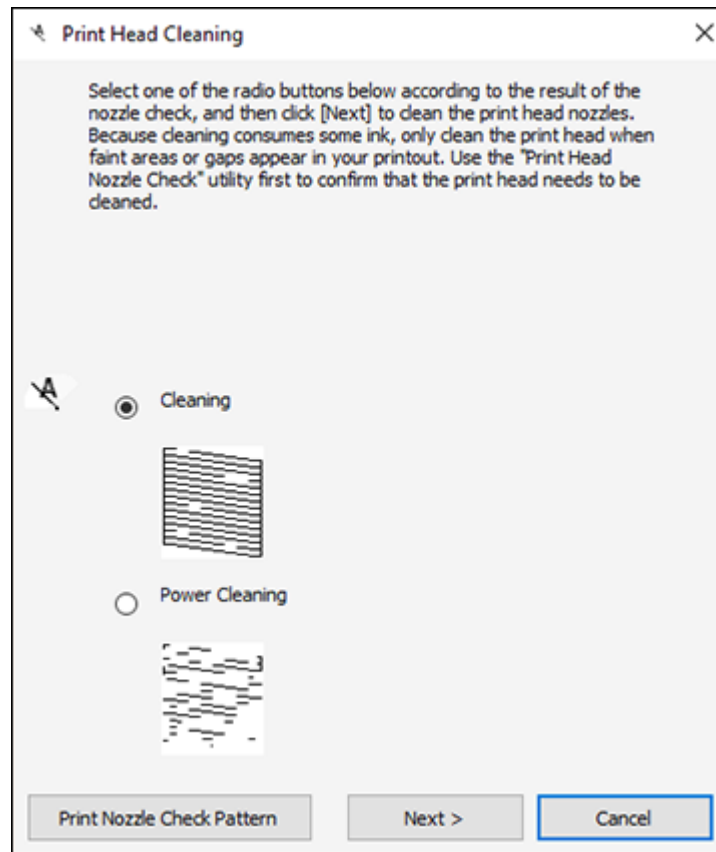 Print Head Cleaning
Select one of the radio buttons below according to the result of the
nozzle check, and then click [Next] to clean the print head nozzles.
Because cleaning consumes some ink, only clean the print head when
faint areas or gaps appear in your printout. Use the "Print Head
Nozzle Check" utility first to confirm that the print head needs to be
cleaned.
Cleaning
Power Cleaning
Print Nozzle Check Pattern
Next >
Cancel